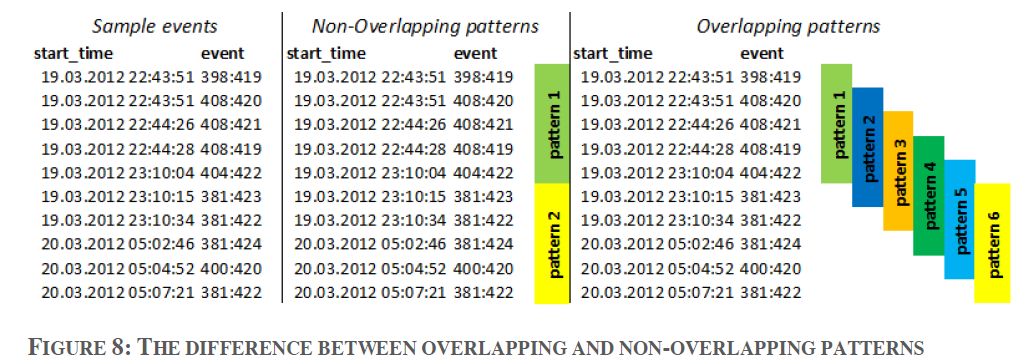 Sample events Non-Overlapping patterns Overlapping patterns
start_time event start_time event start_time event
19.03.2012 22:43:51 398:419 19.03.2012 22:43:51 398:419 19.03.2012 22:43:51 398:419
19.03.2012 22:43:51 408:420 19.03.2012 22:43:51 408:420 19.03.2012 22:43:51 408:420
19.03.2012 22:44:26 408:421 19.03.2012 22:44:26 408:421 19.03.2012 22:44:26 408:421
19.03.2012 22:44:28 408:419 19.03.2012 22:44:28 408:419 19.03.2012 22:44:28 408:419
19.03.2012 23:10:04 404:422 19.03.2012 23:10:04 404:422 19.03.2012 23:10:04 404:422
19.03.2012 23:10:15 381:423 19.03.2012 23:10:15 381:423 19.03.2012 23:10:15 381:423
19.03.2012 23:10:34 381:422 19.03.2012 23:10:34 381:422 19.03.2012 23:10:34 381:422
20.03.2012 05:02:46 381:424 20.03.2012 05:02:46 381:424 20.03.2012 05:02:46 381:424
20.03.2012 05:04:52 400:420 20.03.2012 05:04:52 400:420 20.03.2012 05:04:52 400:420
20.03.2012 05:07:21 381:422 20.03.2012 05:07:21 381:422 20.03.2012 05:07:21 381:422
pattern 1
pattern 2
pattern 1
pattern 2
pattern 3
pattern 4
pattern 5
pattern 6
FIGURE 8: THE DIFFERENCE BETWEEN OVERLAPPING AND NON-OVERLAPPING PATTERNS